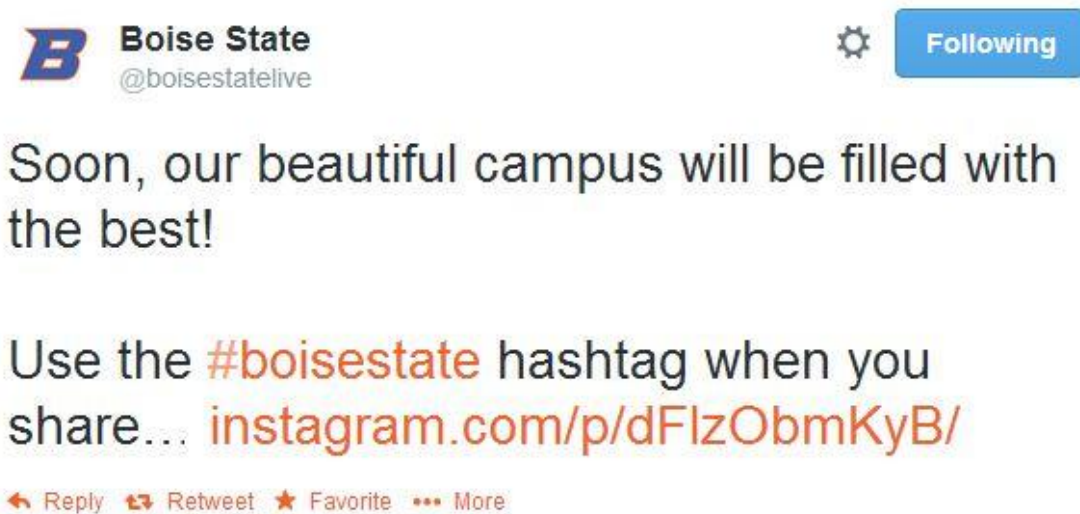 B
Boise State
@boisestatelive
Following
Soon, our beautiful campus will be filled with
the best!
Use the #boisestate hashtag when you
share... instagram.com/p/dFlzObmKyB/
Reply Retweet Favorite More